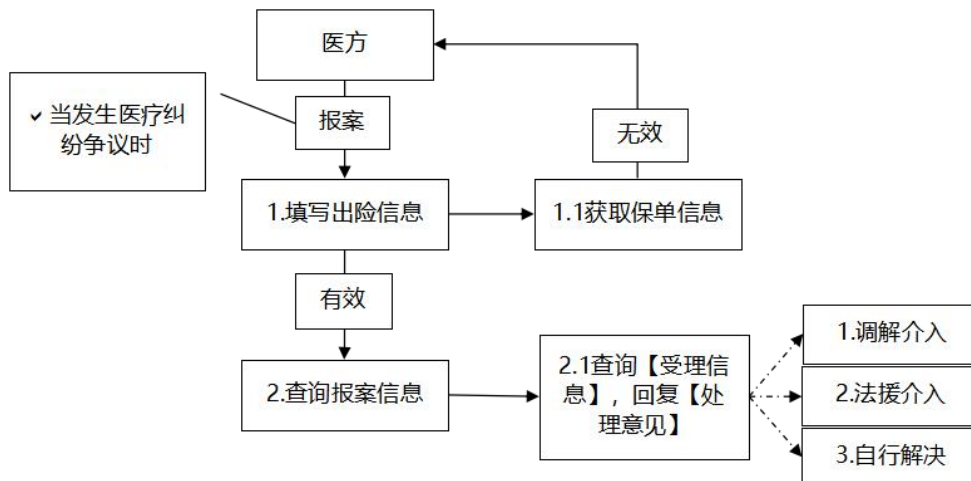 医方
✔ 当发生医疗纠
纷争议时
报案
无效
1.填写出险信息
1.1获取保单信息
有效
2.查询报案信息
2.1查询【受理信
息】，回复【处
理意见】
1.调解介入
2.法援介入
3.自行解决